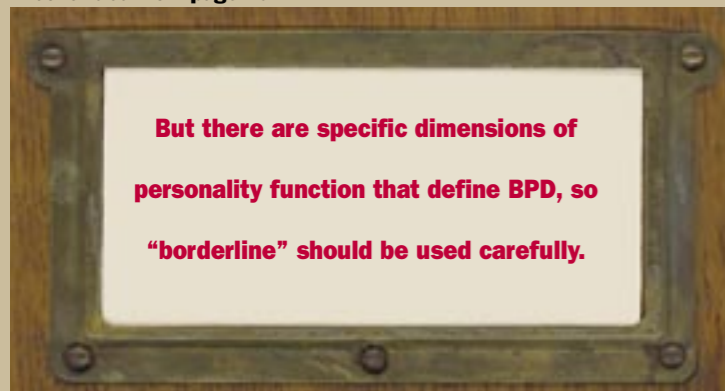 But there are specific dimensions of
personality function that define BPD, so
“borderline” should be used carefully.